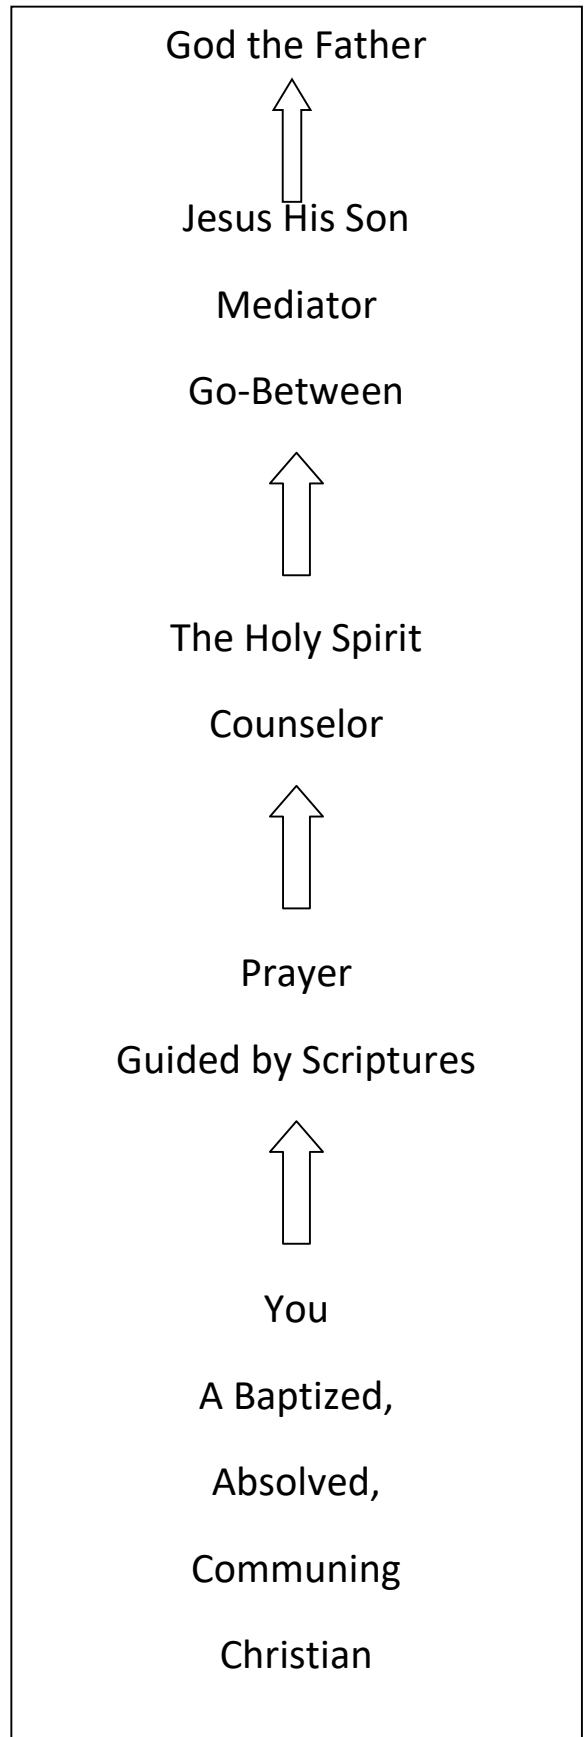 God the Father
Jesus His Son
Mediator
Go-Between
The Holy Spirit
Counselor
Prayer
Guided by Scriptures
You
A Baptized,
Absolved,
Communing
Christian